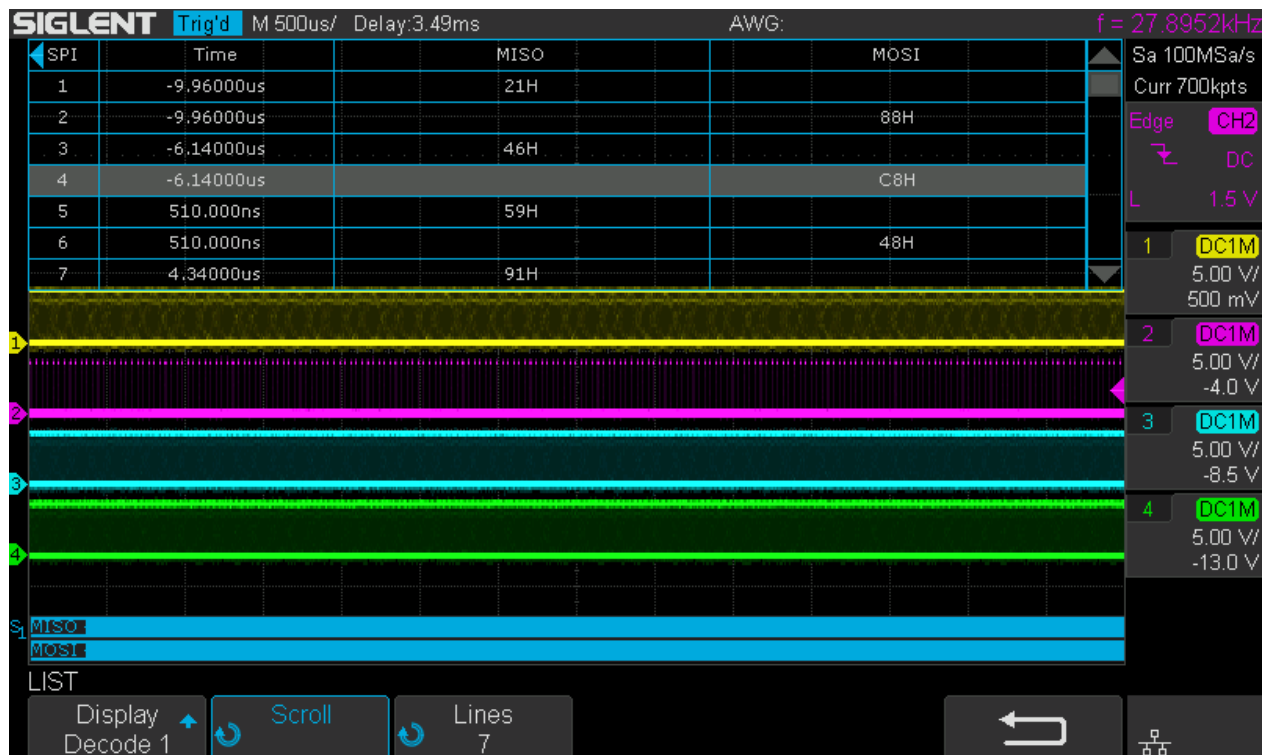 SIGLENT Trig'd M 500us/ Delay:3.49ms AWG: f = 27.8952kHz
SPI Time MISO MOSI
1 -9.96000us 21H
2 -9.96000us 88H
3 -6.14000us 46H
4 -6.14000us C8H
5 510.000ns 59H
6 510.000ns 48H
7 4.34000us 91H
Sa 100MSa/s
Curr 700kpts
Edge CH2
DC
L 1.5 V
1 DC1M
5.00 V/
500 mV
2 DC1M
5.00 V/
-4.0 V
3 DC1M
5.00 V/
-8.5 V
4 DC1M
5.00 V/
-13.0 V
1
2
3
4
S1 MISO
MOSI
LIST
Display
Decode 1
Scroll
Lines
7